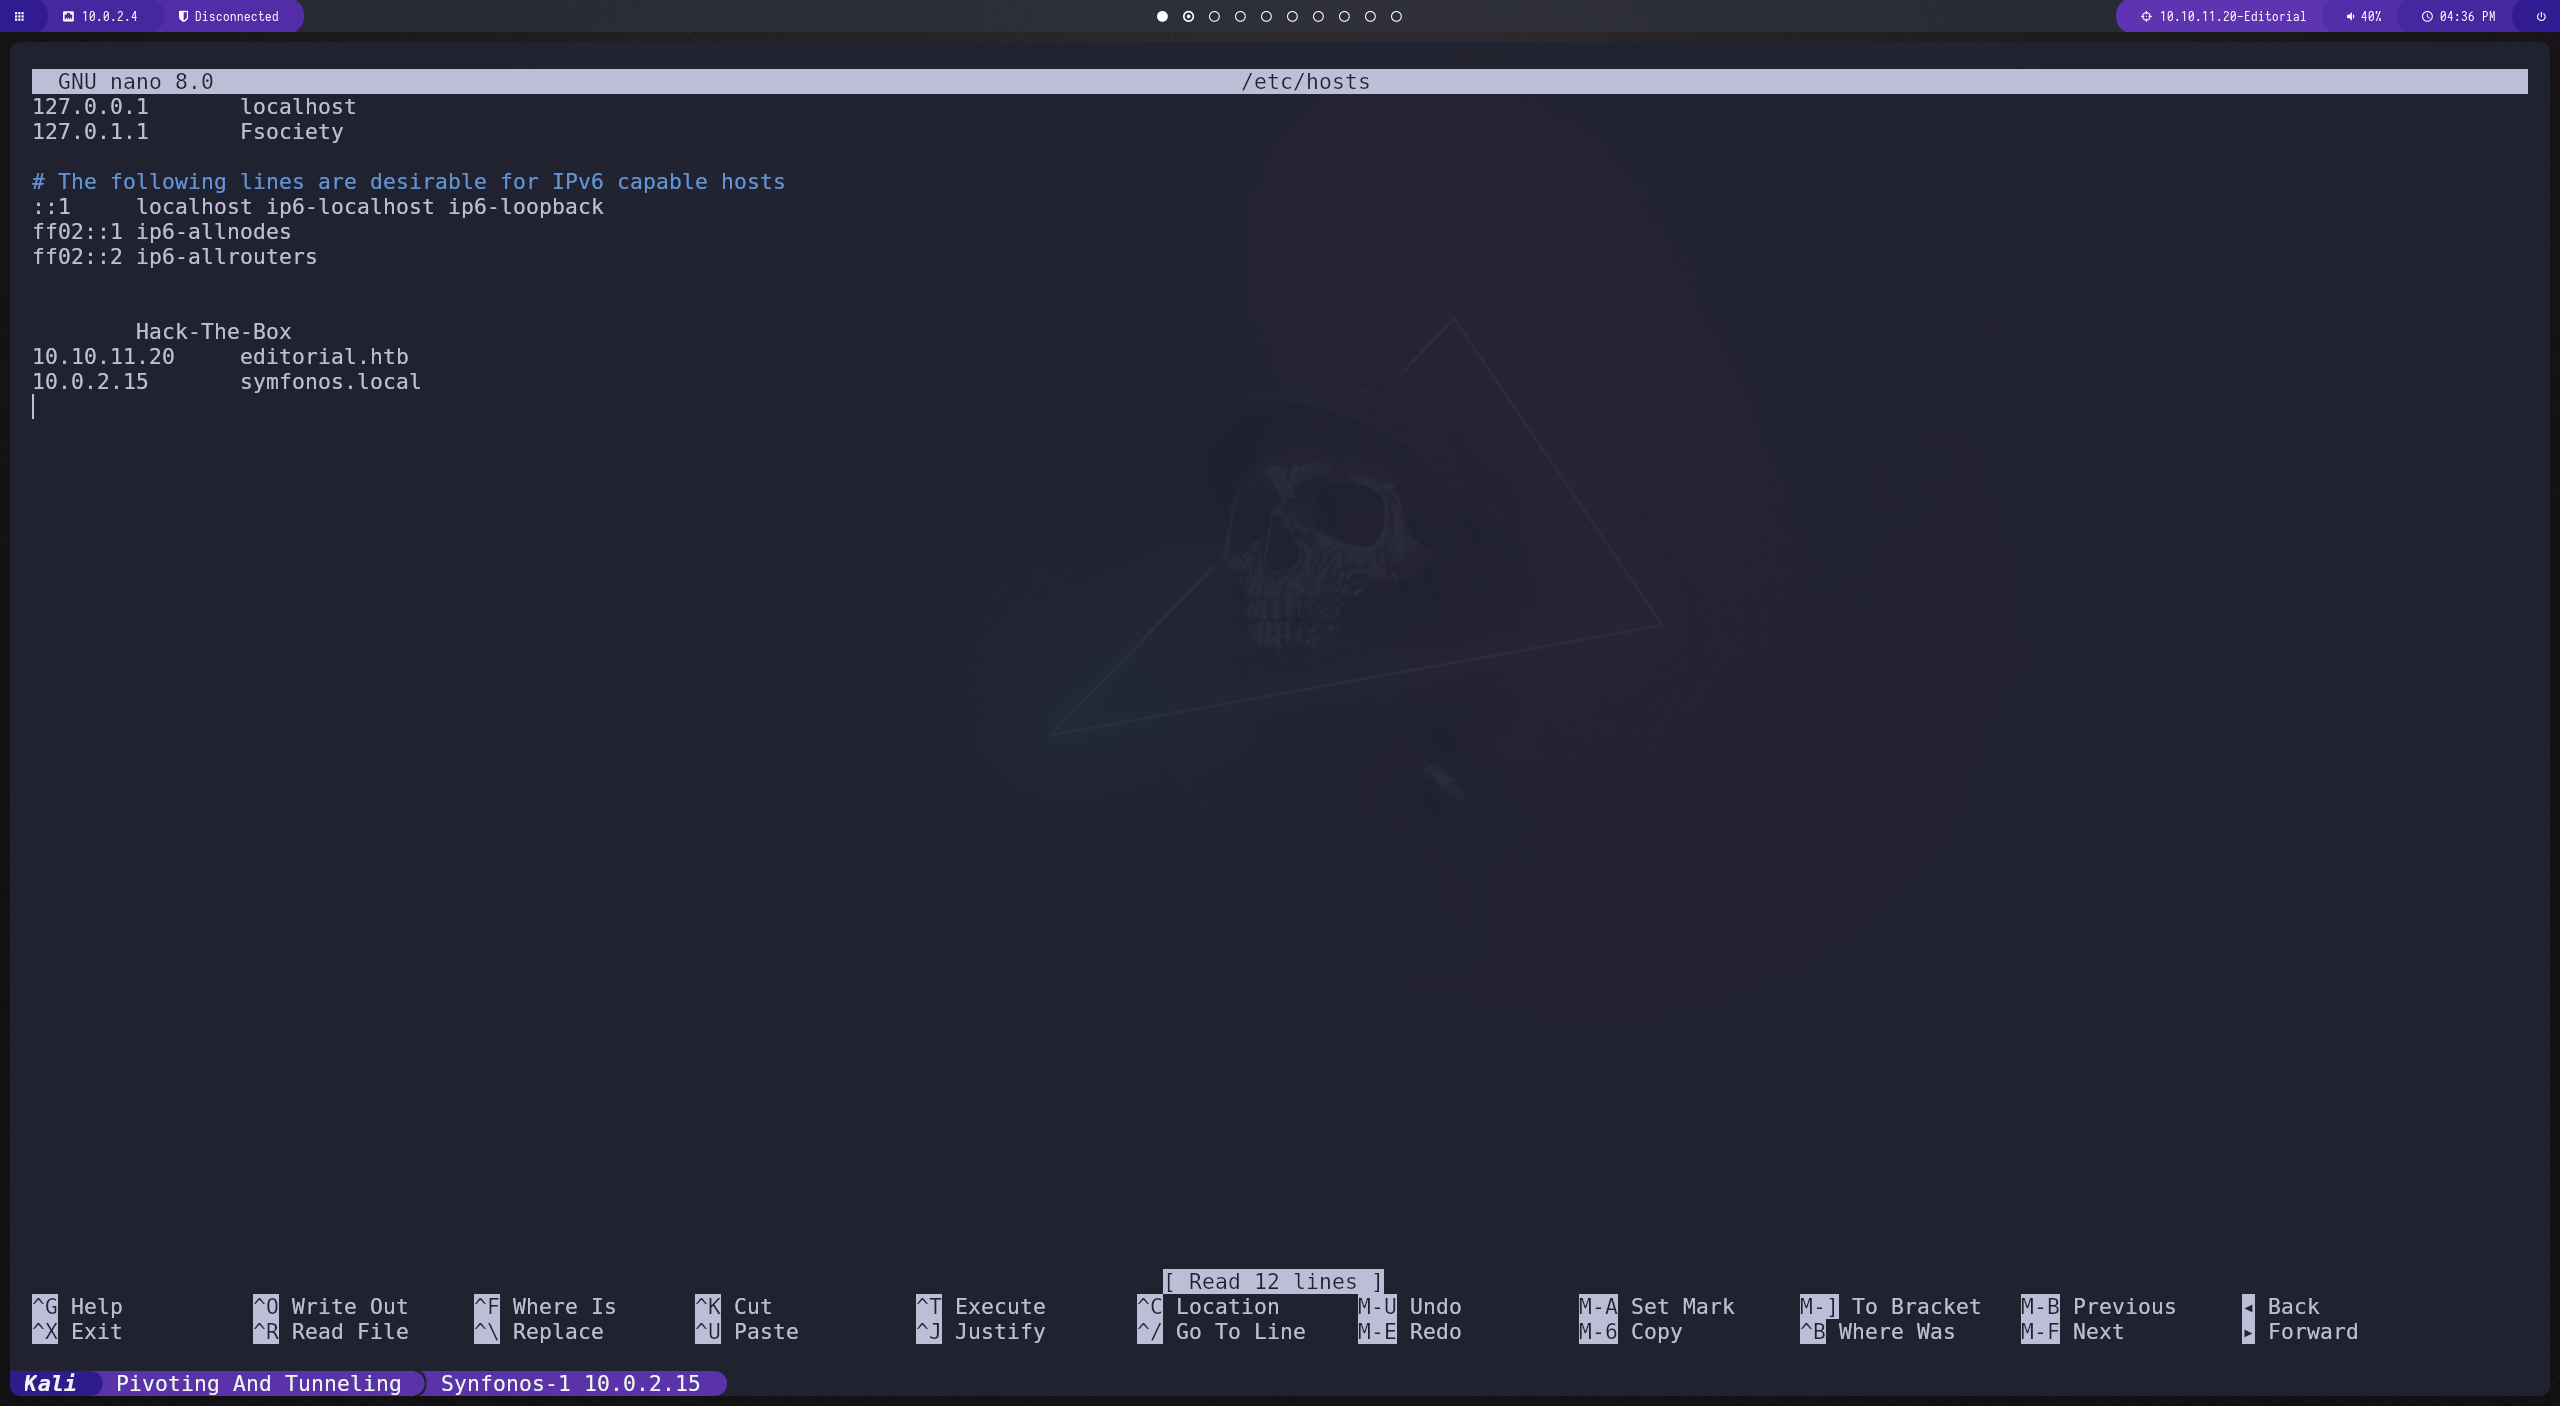 10.0.2.4 Disconnected 10.10.11.20-Editorial 40% 04:36 PM
GNU nano 8.0 /etc/hosts
127.0.0.1 localhost
127.0.1.1 Fsociety
# The following lines are desirable for IPv6 capable hosts
::1 localhost ip6-localhost ip6-loopback
ff02::1 ip6-allnodes
ff02::2 ip6-allrouters
Hack-The-Box
10.10.11.20 editorial.htb
10.0.2.15 symfonos.local
[ Read 12 lines ]
^G Help ^O Write Out ^F Where Is ^K Cut ^T Execute ^C Location M-U Undo M-A Set Mark M-] To Bracket M-B Previous ◂ Back
^X Exit ^R Read File ^\ Replace ^U Paste ^J Justify ^/ Go To Line M-E Redo M-6 Copy ^B Where Was M-F Next ▸ Forward
Kali Pivoting And Tunneling Synfonos-1 10.0.2.15